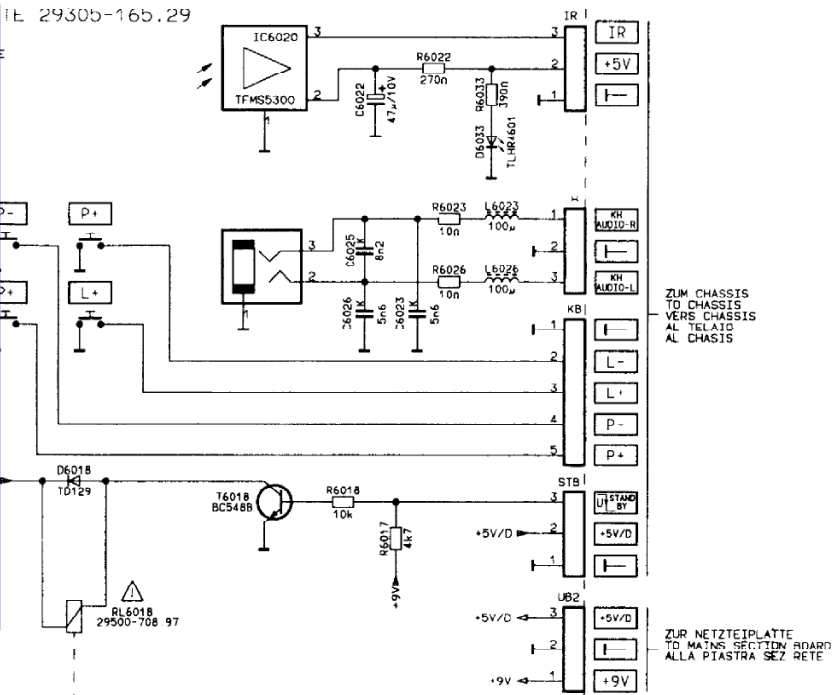 TE 29305-165.29
IR
IC6020
3
3
IR
R6022
2
+5V
270n
+
C6022
47µ/10V
R6033
390n
TFMS5300
2
1
1
D6033
TLHR4601
H
P-
P+
R6023
L6023
1
KH
AUDIO-R
10n
100µ
3
C6025
K
8n2
2
R6026
L6026
2
3
KH
AUDIO-L
10n
100µ
P+
L+
C6026
K
5n6
C6023
K
5n6
1
KB
1
ZUM CHASSIS
TO CHASSIS
VERS CHASSIS
AL TELAIO
AL CHASIS
2
L-
3
L+
4
P-
5
P+
D6018
TD129
STB
T6018
BC548B
R6018
10k
3
U STAND
BY
R6017
4k7
+5V/D
2
+5V/D
1
+9V
RL6018
29500-708.97
UB2
+5V/D
3
+5V/D
2
ZUR NETZTEIPLATTE
TO MAINS SECTION BOARD
ALLA PIASTRA SEZ RETE
+9V
1
+9V